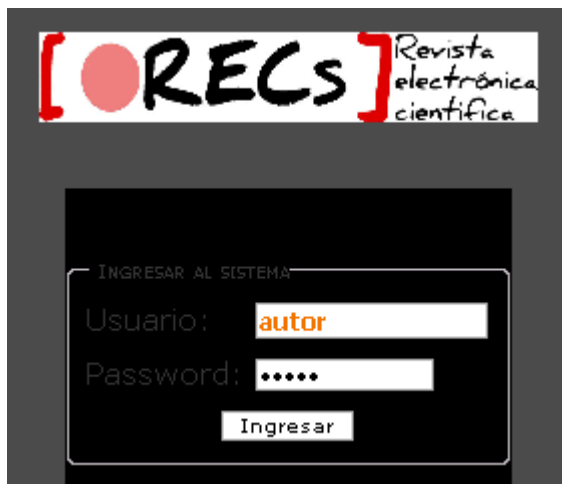 [ RECs ]
Revista
electrónica
científica
INGRESAR AL SISTEMA
Usuario: autor
Password: •••••
Ingresar